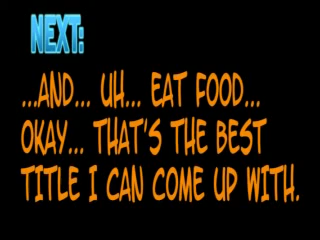 NEXT:
...AND... UH... EAT FOOD...
OKAY... THAT'S THE BEST
TITLE I CAN COME UP WITH.